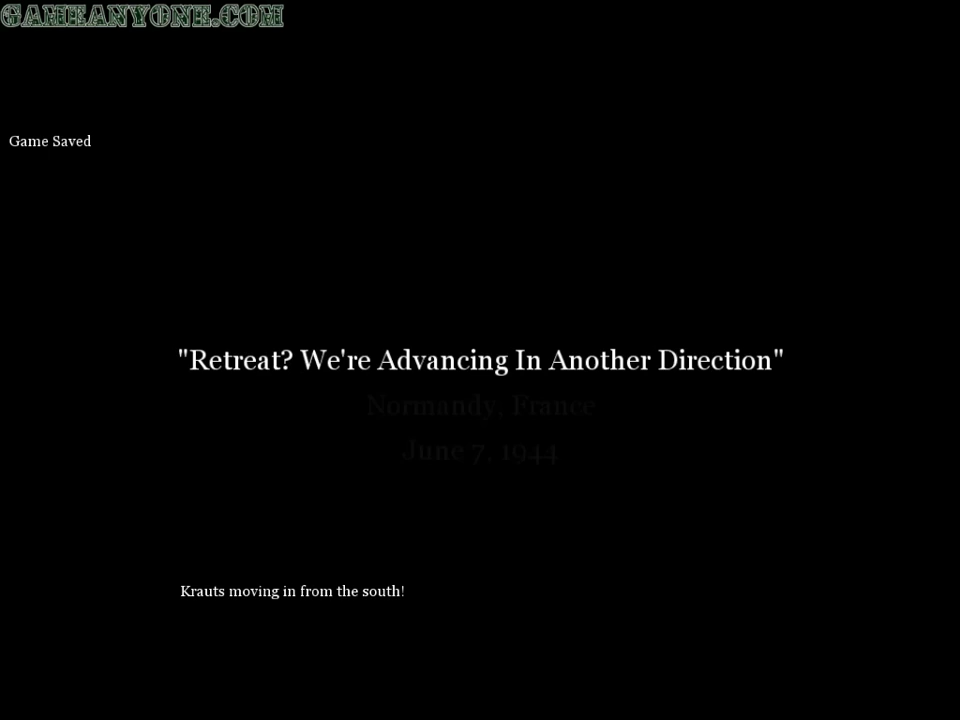 GAMEANYONE.COM
Game Saved
"Retreat? We're Advancing In Another Direction"
Normandy, France
June 7, 1944
Krauts moving in from the south!